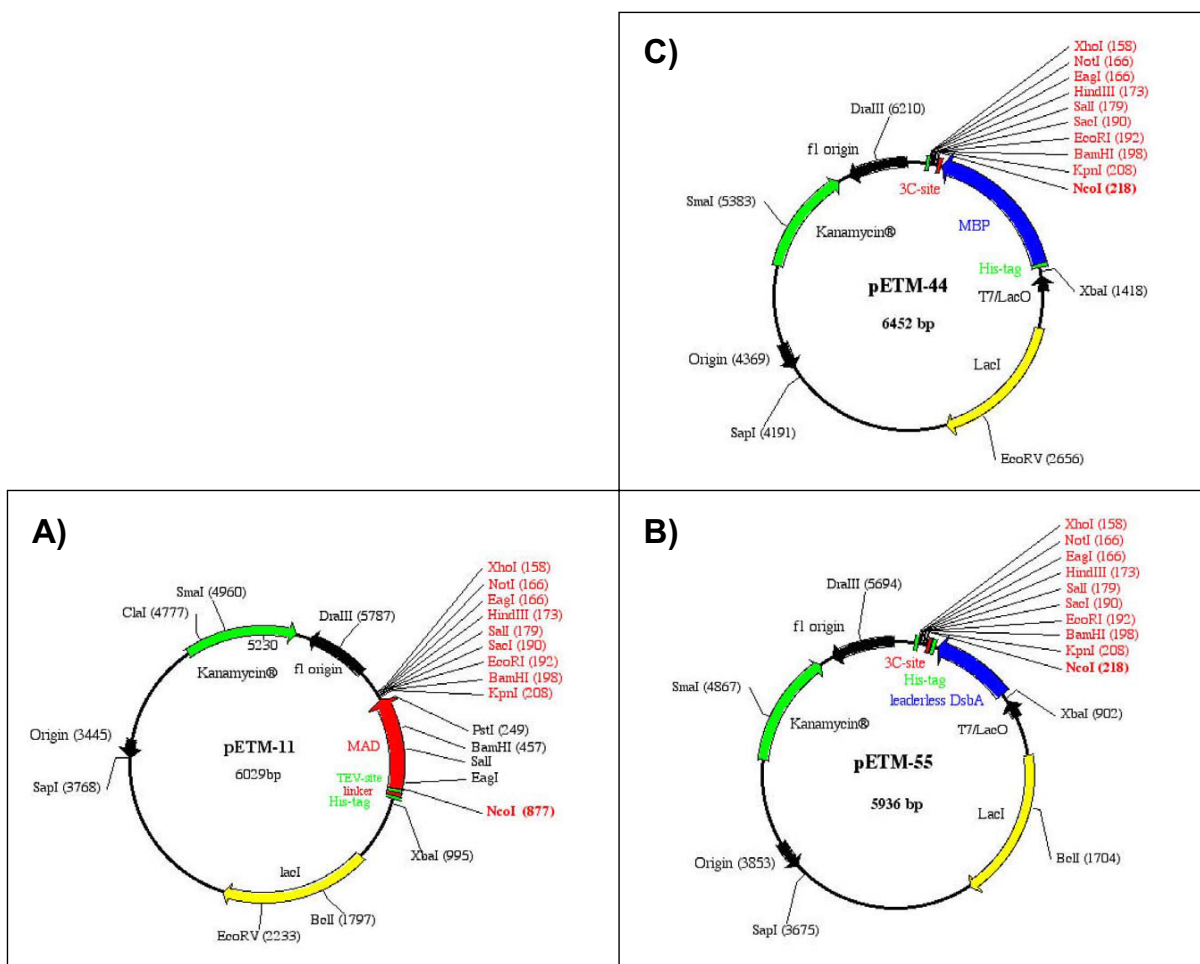 C)
XhoI (158)
NotI (166)
EagI (166)
HindIII (173)
SalI (179)
SacI (190)
EcoRI (192)
BamHI (198)
KpnI (208)
NcoI (218)
DraIII (6210)
f1 origin
3C-site
SmaI (5383)
Kanamycin®
MBP
His-tag
XbaI (1418)
T7/LacO
pETM-44
6452 bp
Origin (4369)
LacI
SapI (4191)
EcoRV (2656)
A)
XhoI (158)
NotI (166)
EagI (166)
HindIII (173)
SalI (179)
SacI (190)
EcoRI (192)
BamHI (198)
KpnI (208)
SmaI (4960)
ClaI (4777)
DraIII (5787)
5230
Kanamycin®
f1 origin
PstI (249)
BamHI (457)
SalI
EagI
NcoI (877)
Origin (3445)
pETM-11
6029bp
MAD
TEV-site
linker
His-tag
SapI (3768)
XbaI (995)
lacI
BclI (1797)
EcoRV (2233)
B)
XhoI (158)
NotI (166)
EagI (166)
HindIII (173)
SalI (179)
SacI (190)
EcoRI (192)
BamHI (198)
KpnI (208)
NcoI (218)
DraIII (5694)
f1 origin
3C-site
His-tag
leaderless DsbA
SmaI (4867)
Kanamycin®
XbaI (902)
T7/LacO
pETM-55
5936 bp
LacI
Origin (3853)
BclI (1704)
SapI (3675)